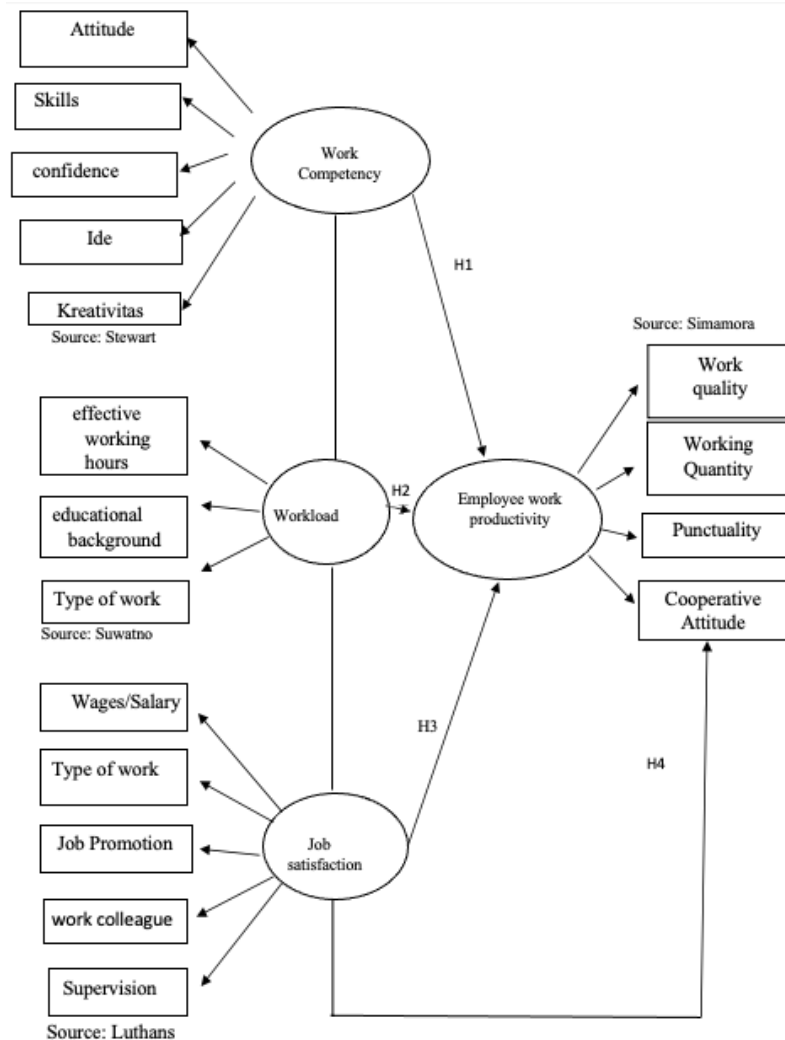 Attitude
Skills
confidence
Ide
Kreativitas
Source: Stewart
Work
Competency
H1
Source: Simamora
Work
quality
Working
Quantity
Punctuality
Cooperative
Attitude
effective
working
hours
educational
background
Type of work
Source: Suwatno
Workload
H2
Employee work
productivity
Wages/Salary
Type of work
Job Promotion
work colleague
Supervision
Source: Luthans
Job
satisfaction
H3
H4